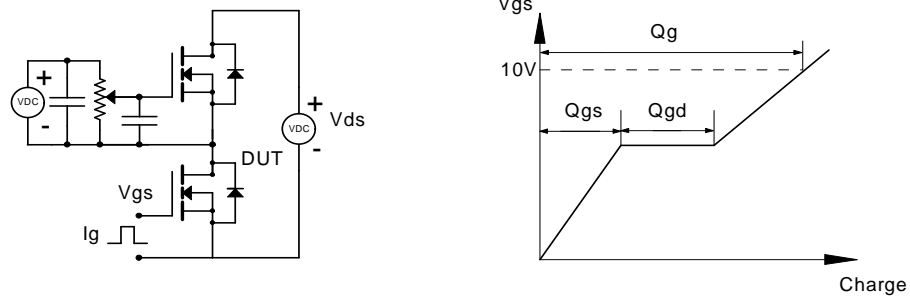 +
VDC
-
+
VDC
-
Vds
DUT
Vgs
Ig
Vgs
Qg
10V
Qgs
Qgd
Charge